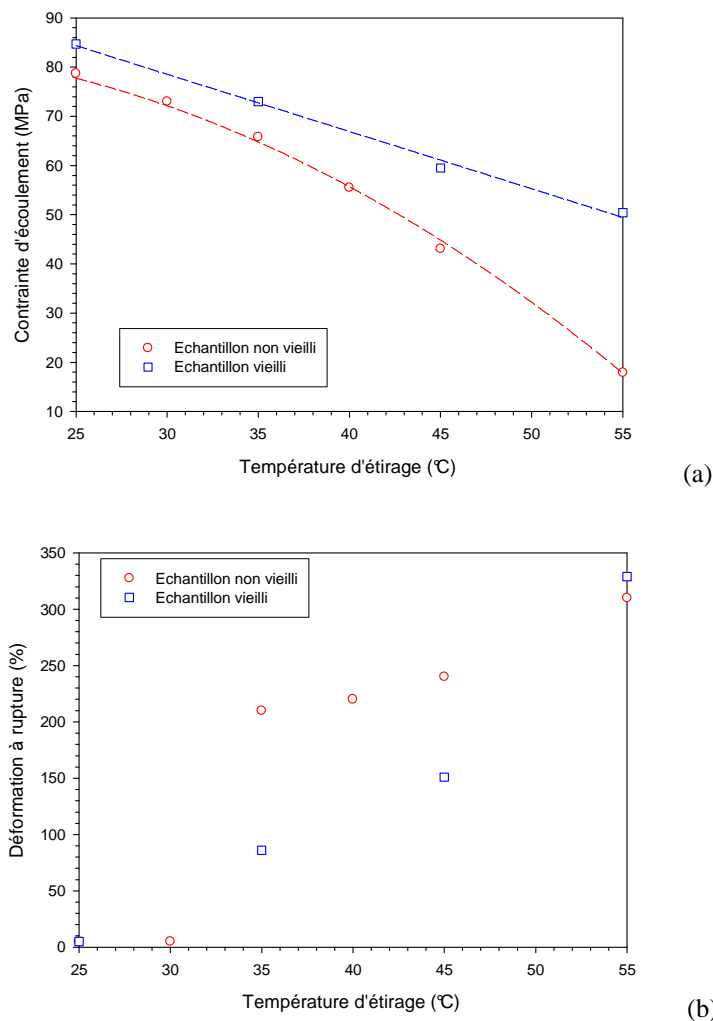 90
80
70
60
50
40
30
20
10
Contrainte d'écoulement (MPa)
Echantillon non vieilli
Echantillon vieilli
25 30 35 40 45 50 55
Température d'étirage (°C)
(a)
350
300
250
200
150
100
50
0
Déformation à rupture (%)
Echantillon non vieilli
Echantillon vieilli
25 30 35 40 45 50 55
Température d'étirage (°C)
(b)